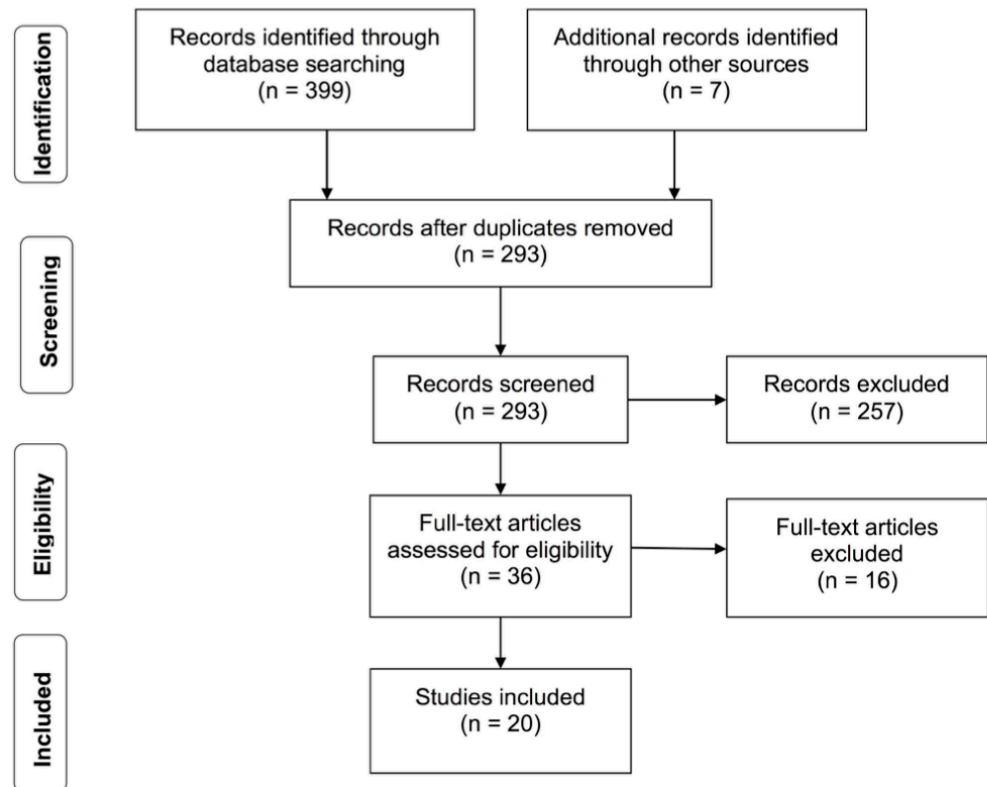 Identification
Records identified through
database searching
(n = 399)
Additional records identified
through other sources
(n = 7)
Records after duplicates removed
(n = 293)
Screening
Records screened
(n = 293)
Records excluded
(n = 257)
Eligibility
Full-text articles
assessed for eligibility
(n = 36)
Full-text articles
excluded
(n = 16)
Included
Studies included
(n = 20)